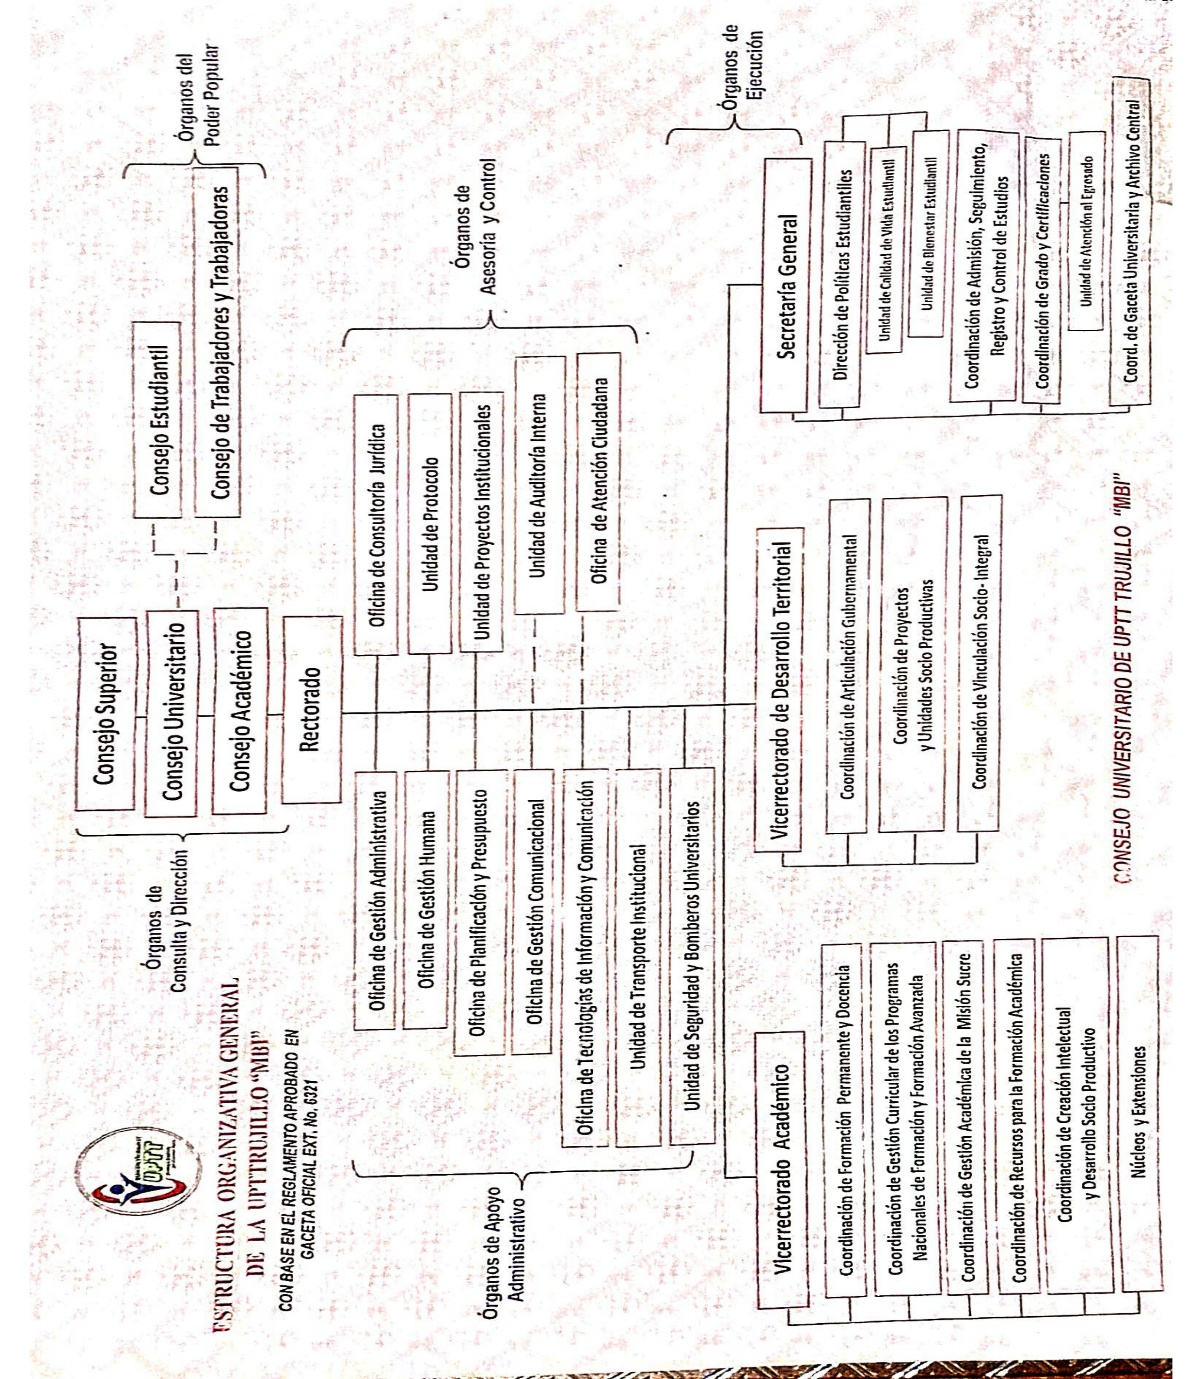 UPTT
ESTRUCTURA ORGANIZATIVA GENERAL
DE LA UPTTRUJILLO "MBI"
CON BASE EN EL REGLAMENTO APROBADO EN
GACETA OFICIAL EXT. No. 6321
Órganos de
Consulta y Dirección
Consejo Superior
Consejo Universitario
Consejo Académico
Rectorado
Consejo Estudiantil
Consejo de Trabajadores y Trabajadoras
Órganos del
Poder Popular
Órganos de Apoyo
Administrativo
Oficina de Gestión Administrativa
Oficina de Gestión Humana
Oficina de Planificación y Presupuesto
Oficina de Gestión Comunicacional
Oficina de Tecnologías de Información y Comunicación
Unidad de Transporte Institucional
Unidad de Seguridad y Bomberos Universitarios
Oficina de Consultoría Jurídica
Unidad de Protocolo
Unidad de Proyectos Institucionales
Unidad de Auditoría Interna
Oficina de Atención Ciudadana
Órganos de
Asesoría y Control
Órganos de
Ejecución
Vicerrectorado Académico
Coordinación de Formación Permanente y Docencia
Coordinación de Gestión Curricular de los Programas
Nacionales de Formación y Formación Avanzada
Coordinación de Gestión Académica de la Misión Sucre
Coordinación de Recursos para la Formación Académica
Coordinación de Creación Intelectual
y Desarrollo Socio Productivo
Núcleos y Extensiones
Vicerrectorado de Desarrollo Territorial
Coordinación de Articulación Gubernamental
Coordinación de Proyectos
y Unidades Socio Productivas
Coordinación de Vinculación Socio- Integral
Secretaría General
Dirección de Políticas Estudiantiles
Unidad de Calidad de Vida Estudiantil
Unidad de Bienestar Estudiantil
Coordinación de Admisión, Seguimiento,
Registro y Control de Estudios
Coordinación de Grado y Certificaciones
Unidad de Atención al Egresado
Coord. de Gaceta Universitaria y Archivo Central
CONSEJO UNIVERSITARIO DE UPTT TRUJILLO "MBI"